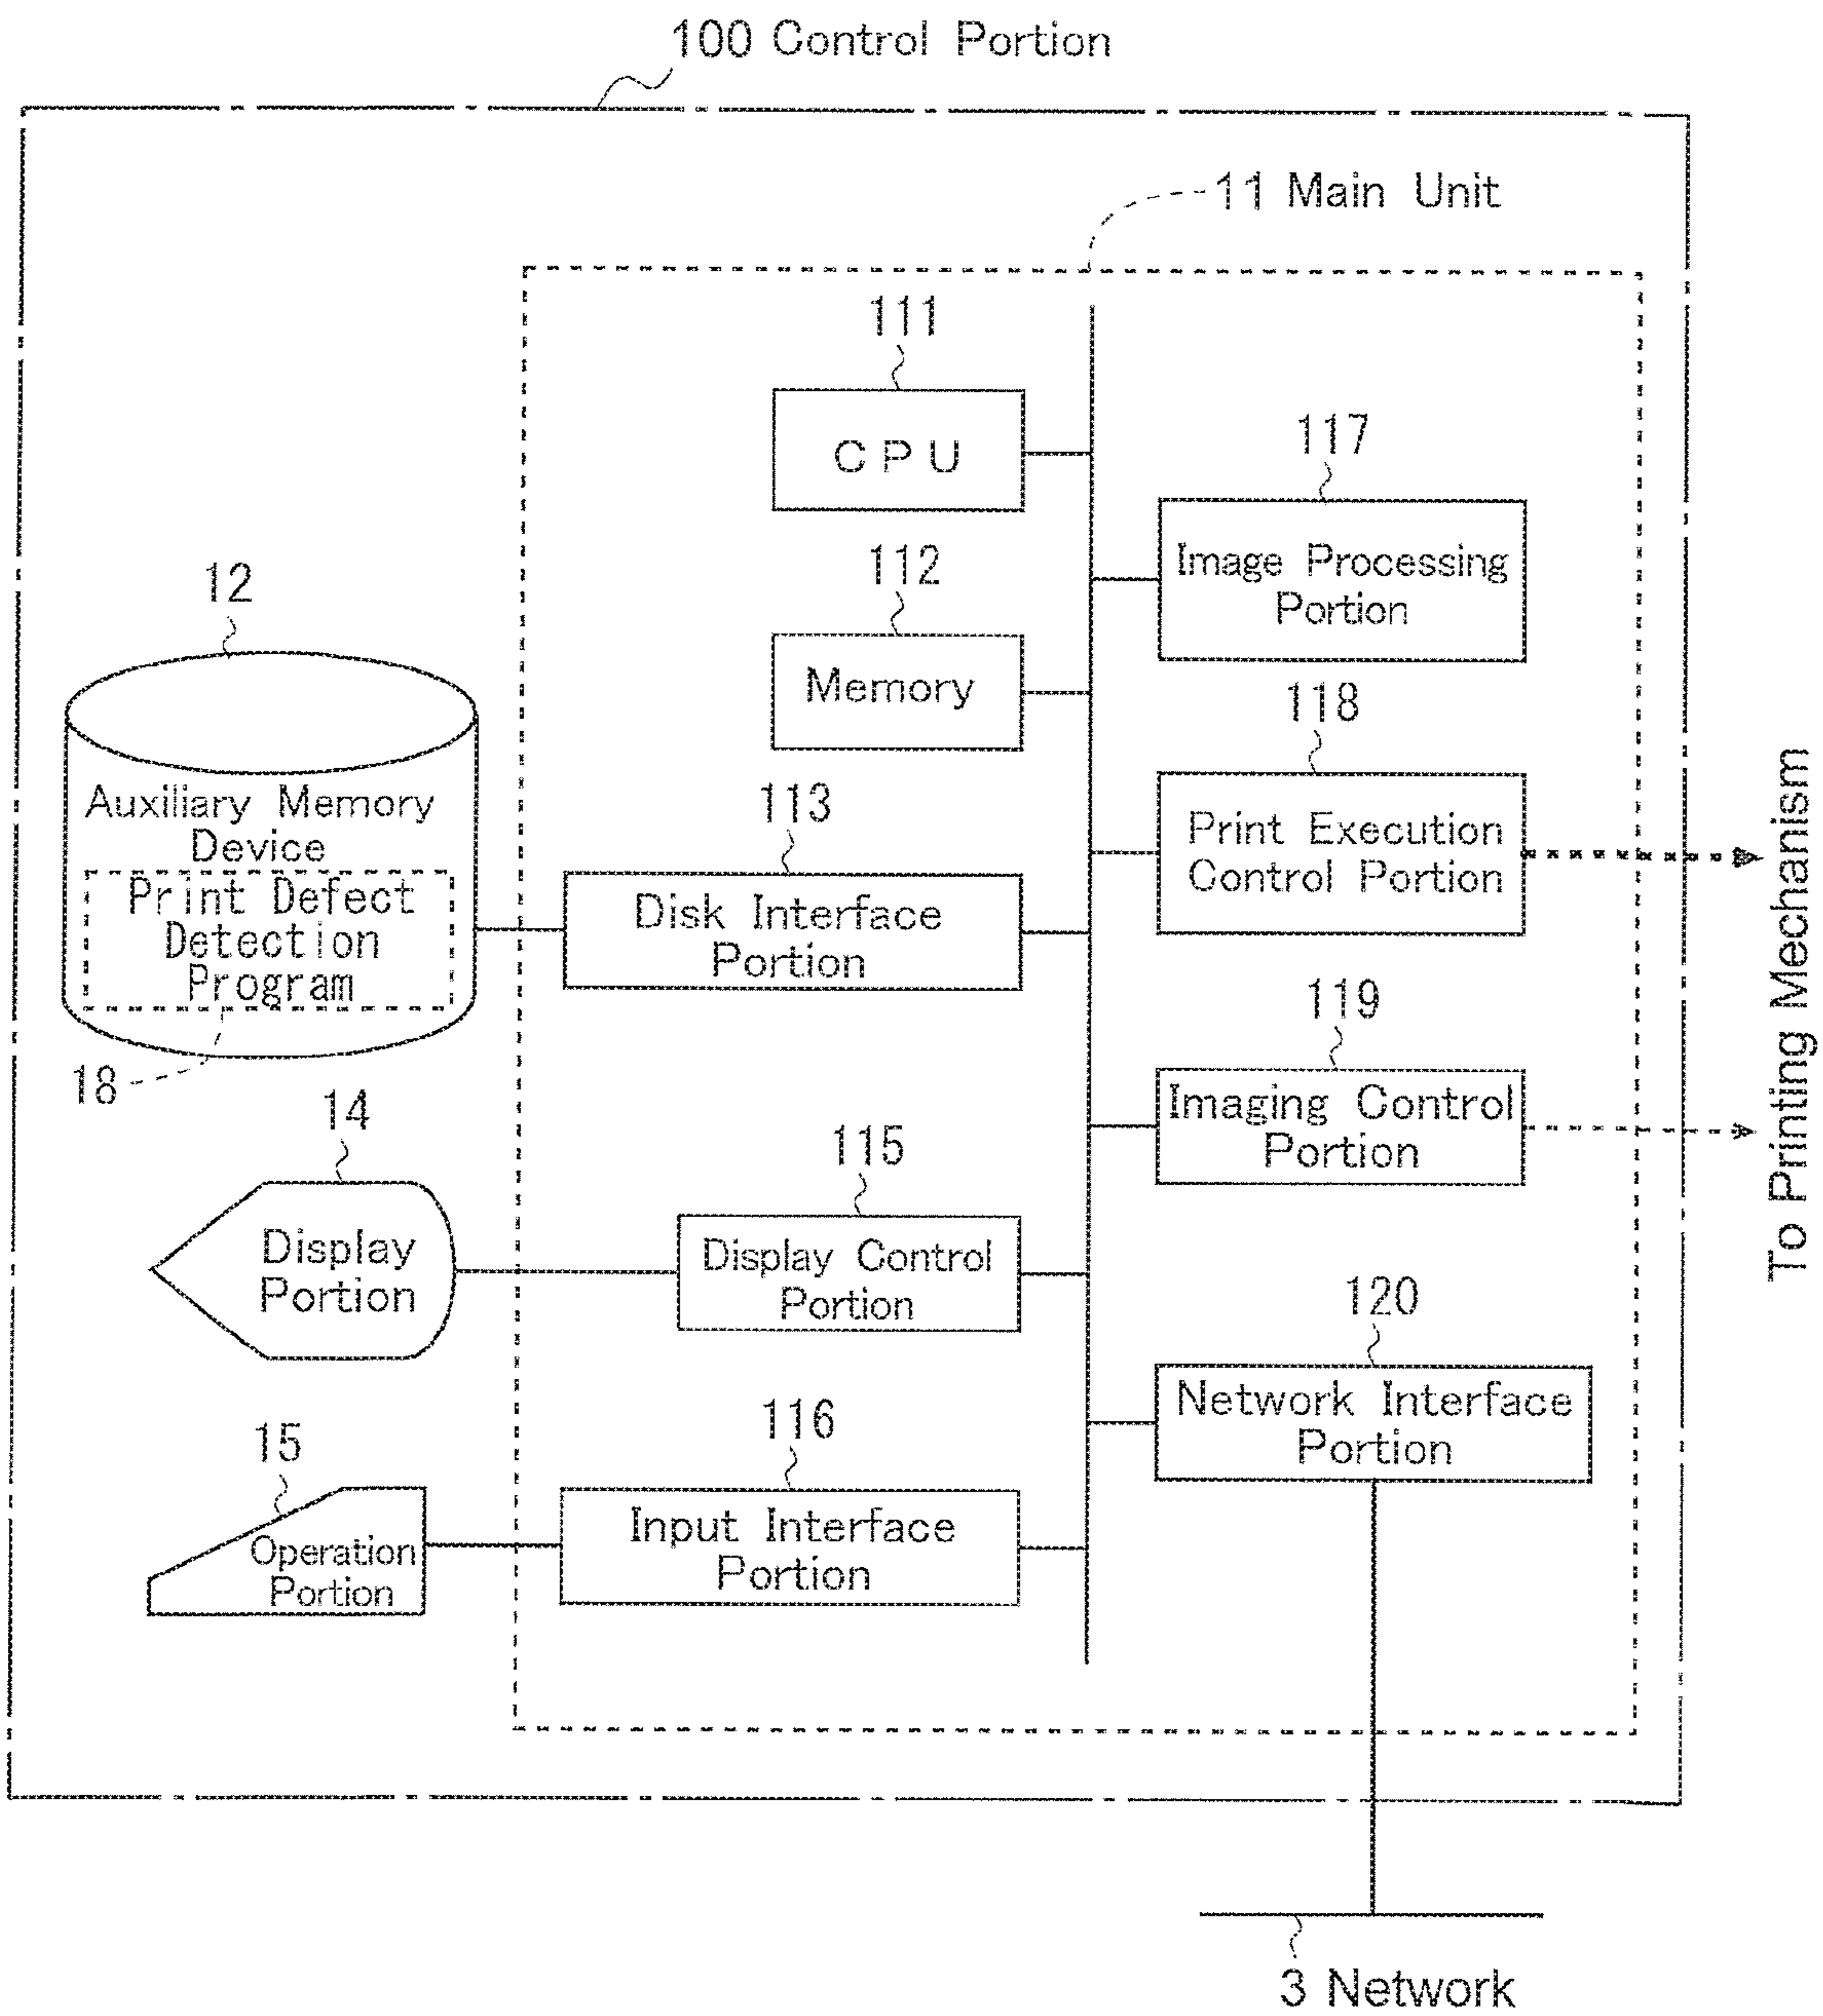 100 Control Portion
11 Main Unit
111
CPU
117
Image Processing
Portion
112
Memory
12
Auxiliary Memory
Device
Print Defect
Detection
Program
18
118
Print Execution
Control Portion
To Printing Mechanism
113
Disk Interface
Portion
119
Imaging Control
Portion
14
Display
Portion
115
Display Control
Portion
120
Network Interface
Portion
15
Operation
Portion
116
Input Interface
Portion
3 Network